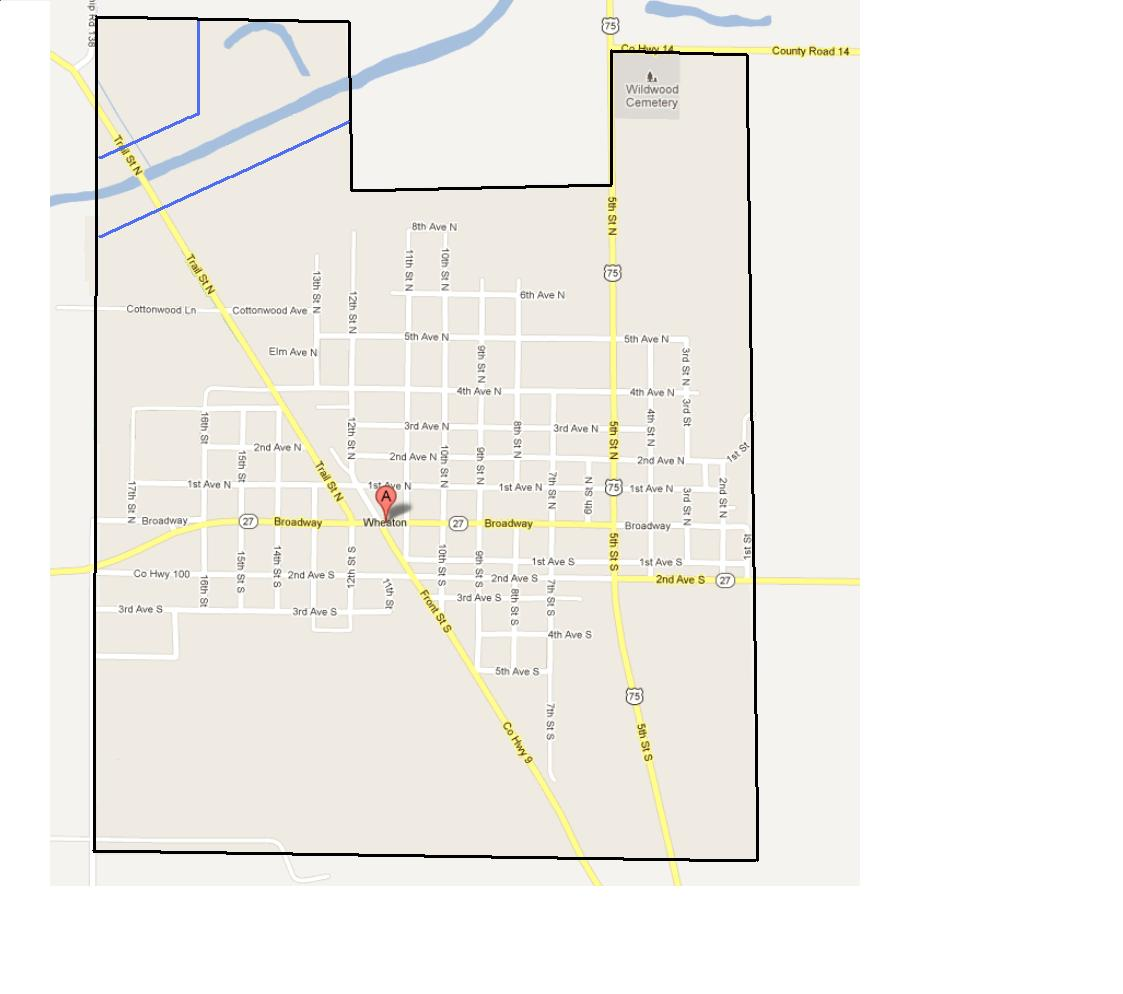 75
Co Hwy 14
County Road 14
Wildwood
Cemetery
Trail St N
5th St N
8th Ave N
11th St N
10th St N
75
Trail St N
13th St N
12th St N
6th Ave N
Cottonwood Ln
Cottonwood Ave
5th Ave N
5th Ave N
Elm Ave N
9th St N
3rd St N
4th Ave N
4th Ave N
3rd St
16th St
12th St N
3rd Ave N
8th St N
3rd Ave N
5th St N
4th St N
2nd Ave N
15th St N
2nd Ave N
10th St N
9th St N
2nd Ave N
1st St
17th St N
1st Ave N
Trail St N
1st Ave N
A
1st Ave N
7th St N
6th St N
75
1st Ave N
3rd St N
2nd St N
Broadway
27
Broadway
Wheaton
27
Broadway
Broadway
1st St
5th St S
Co Hwy 100
16th St
15th St S
14th St S
2nd Ave S
12th St S
11th St
10th St S
9th St S
1st Ave S
2nd Ave S
8th St S
7th St S
1st Ave S
2nd Ave S
27
3rd Ave S
3rd Ave S
Front St S
3rd Ave S
4th Ave S
5th Ave S
7th St S
75
5th St S
Co Hwy 9